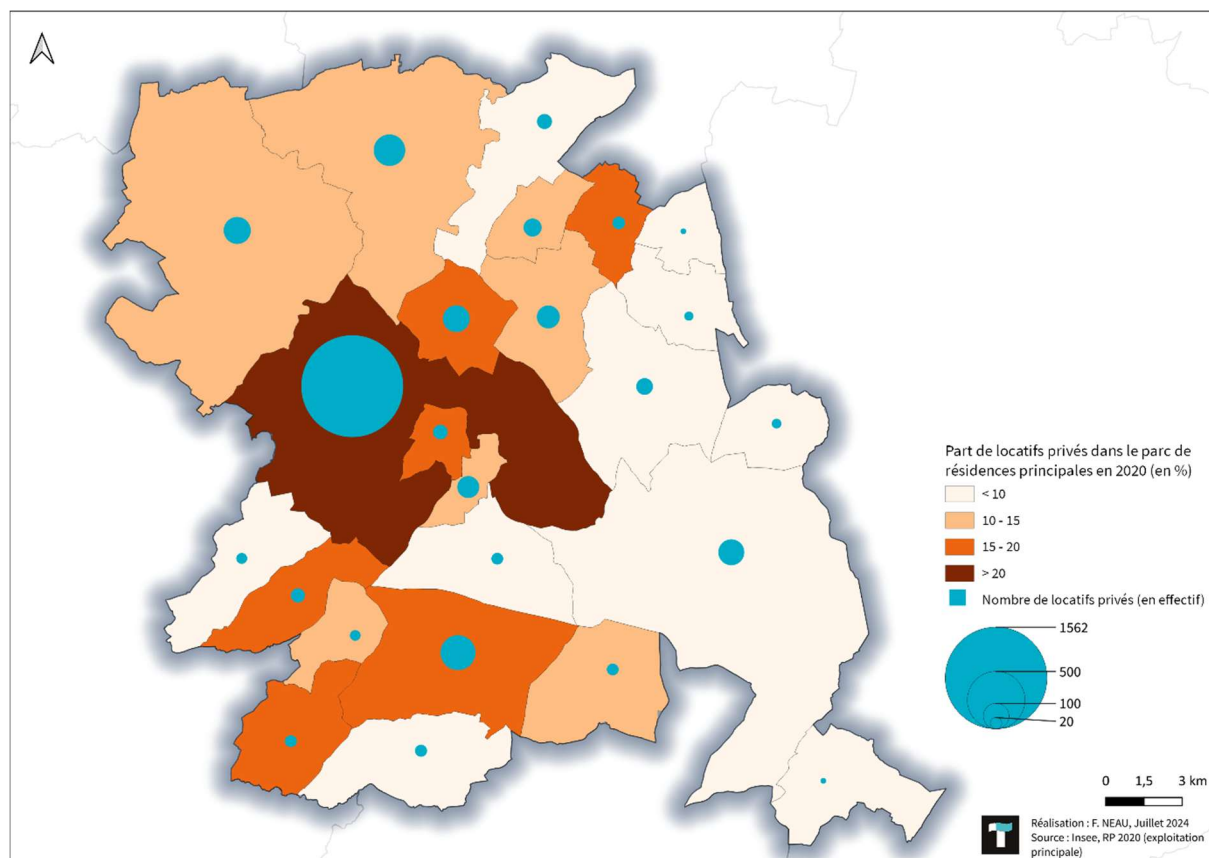 Part de locatifs privés dans le parc de
résidences principales en 2020 (en %)
< 10
10 - 15
15 - 20
> 20
Nombre de locatifs privés (en effectif)
1562
500
100
20
0 1,5 3 km
Réalisation : F. NEAU, Juillet 2024
Source : Insee, RP 2020 (exploitation
principale)